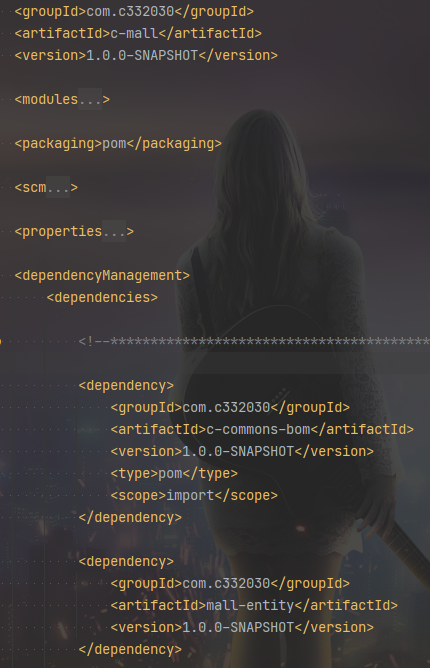 <groupId>com.c332030</groupId>
<artifactId>c-mall</artifactId>
<version>1.0.0-SNAPSHOT</version>
<modules...>
<packaging>pom</packaging>
<scm...>
<properties...>
<dependencyManagement>
<dependencies>
<!--****************************************
<dependency>
<groupId>com.c332030</groupId>
<artifactId>c-commons-bom</artifactId>
<version>1.0.0-SNAPSHOT</version>
<type>pom</type>
<scope>import</scope>
</dependency>
<dependency>
<groupId>com.c332030</groupId>
<artifactId>mall-entity</artifactId>
<version>1.0.0-SNAPSHOT</version>
</dependency>